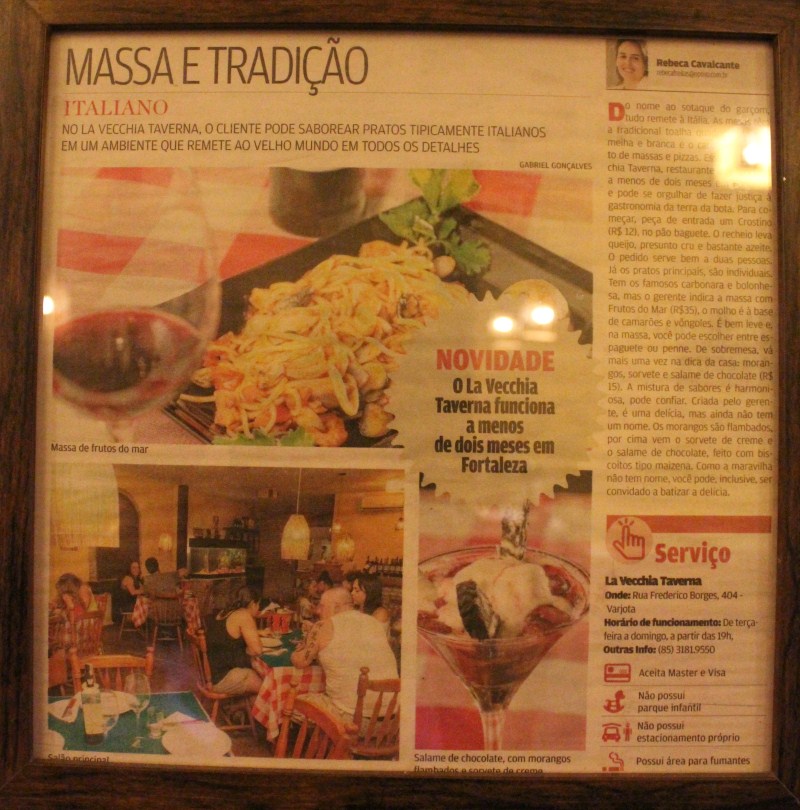 MASSA E TRADIÇÃO
ITALIANO
NO LA VECCHIA TAVERNA, O CLIENTE PODE SABOREAR PRATOS TIPICAMENTE ITALIANOS
EM UM AMBIENTE QUE REMETE AO VELHO MUNDO EM TODOS OS DETALHES
GABRIEL GONÇALVES
Massa de frutos do mar
NOVIDADE
O La Vecchia
Taverna funciona
a menos
de dois meses em
Fortaleza
Salão principal
Salame de chocolate, com morangos
flambados e sorvete de creme
Rebeca Cavalcante
Do nome ao sotaque do garçom,
tudo remete à Itália. As
a tradicional toalha
melha e branca e o
to de massas e pizzas.
chia Taverna, restaurante
a menos de dois meses
e pode se orgulhar de fazer justiça à
gastronomia da terra da bota. Para co-
meçar, peça de entrada um Crostino
(R$ 12), no pão baguete. O recheio leva
queijo, presunto cru e bastante azeite.
O pedido serve bem a duas pessoas.
Já os pratos principais, são individuais.
Tem os famosos carbonara e bolonhe-
sa, mas o gerente indica a massa com
Frutos do Mar (R$35), o molho é à base
de camarões e vôngoles. É bem leve e,
na massa, você pode escolher entre es-
paguete ou penne. De sobremesa, vá
mais uma vez na dica da casa: moran-
gos, sorvete e salame de chocolate (R$
15). A mistura de sabores é harmoni-
osa, pode confiar. Criada pelo geren-
te, é uma delícia, mas ainda não tem
um nome. Os morangos são flambados,
por cima vem o sorvete de creme e
o salame de chocolate, feito com bis-
coitos tipo maizena. Como a maravilha
não tem nome, você pode, inclusive, ser
convidado a batizar a delícia.
Serviço
La Vecchia Taverna
Onde: Rua Frederico Borges, 404 -
Varjota
Horário de funcionamento: De terça-
feira a domingo, a partir das 19h,
Outras Info: (85) 3181.9550
Aceita Master e Visa
Não possui
parque infantil
Não possui
estacionamento próprio
Possui área para fumantes